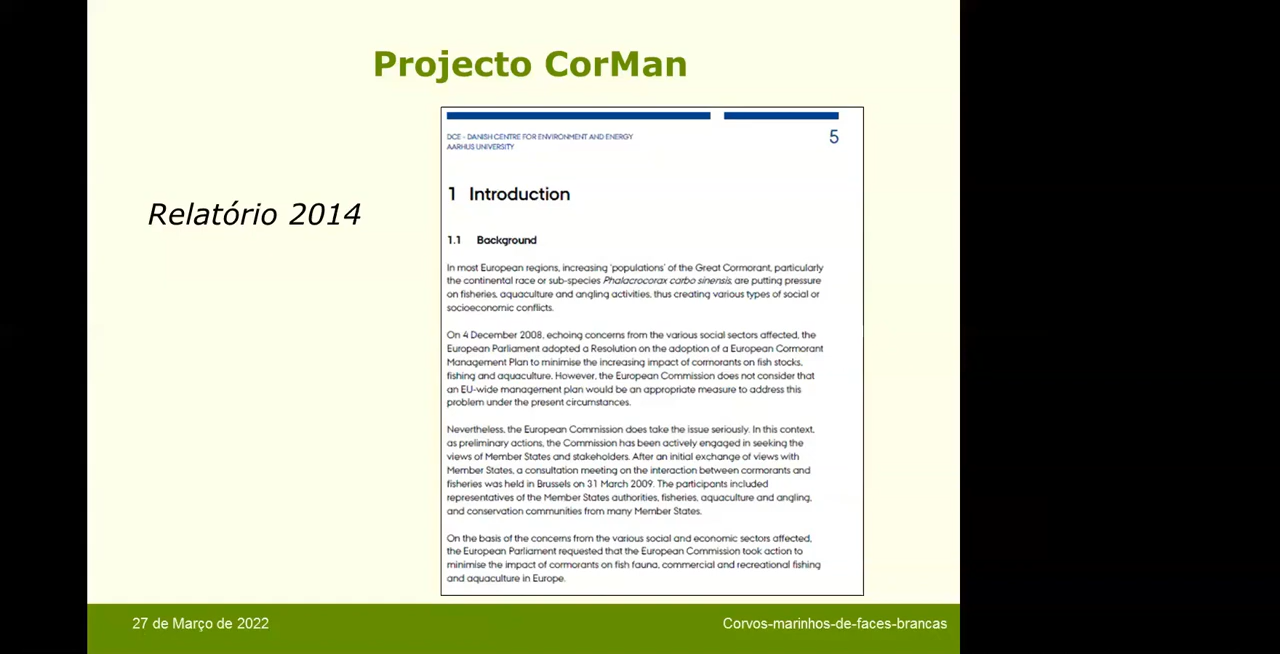 Projecto CorMan
Relatório 2014
DCE - DANISH CENTRE FOR ENVIRONMENT AND ENERGY
AARHUS UNIVERSITY
5
1 Introduction
1.1 Background
In most European regions, increasing 'populations' of the Great Cormorant, particularly
the continental race or sub-species Phalacrocorax carbo sinensis, are putting pressure
on fisheries, aquaculture and angling activities, thus creating various types of social or
socioeconomic conflicts.
On 4 December 2008, echoing concerns from the various social sectors affected, the
European Parliament adopted a Resolution on the adoption of a European Cormorant
Management Plan to minimise the increasing impact of cormorants on fish stocks,
fishing and aquaculture. However, the European Commission does not consider that
an EU-wide management plan would be an appropriate measure to address this
problem under the present circumstances.
Nevertheless, the European Commission does take the issue seriously. In this context,
as preliminary actions, the Commission has been actively engaged in seeking the
views of Member States and stakeholders. After an initial exchange of views with
Member States, a consultation meeting on the interaction between cormorants and
fisheries was held in Brussels on 31 March 2009. The participants included
representatives of the Member States authorities, fisheries, aquaculture and angling,
and conservation communities from many Member States.
On the basis of the concerns from the various social and economic sectors affected,
the European Parliament requested that the European Commission took action to
minimise the impact of cormorants on fish fauna, commercial and recreational fishing
and aquaculture in Europe.
27 de Março de 2022
Corvos-marinhos-de-faces-brancas